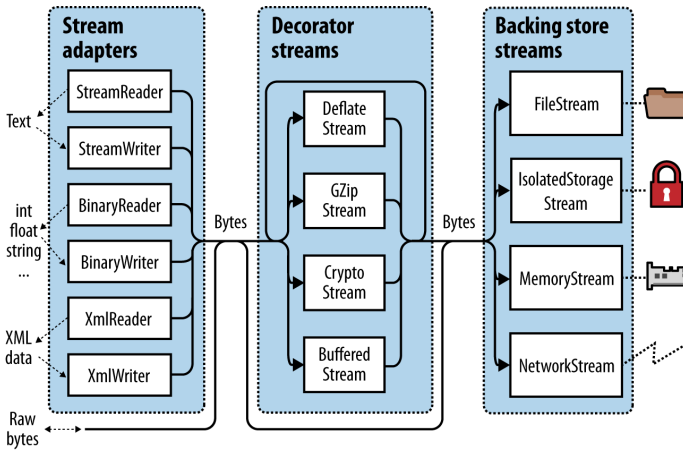 Stream
adapters
StreamReader
Text
StreamWriter
BinaryReader
int
float
string
...
BinaryWriter
XmlReader
XML
data
XmlWriter
Raw
bytes
Bytes
Decorator
streams
Deflate
Stream
GZip
Stream
Crypto
Stream
Buffered
Stream
Bytes
Backing store
streams
FileStream
IsolatedStorage
Stream
MemoryStream
NetworkStream